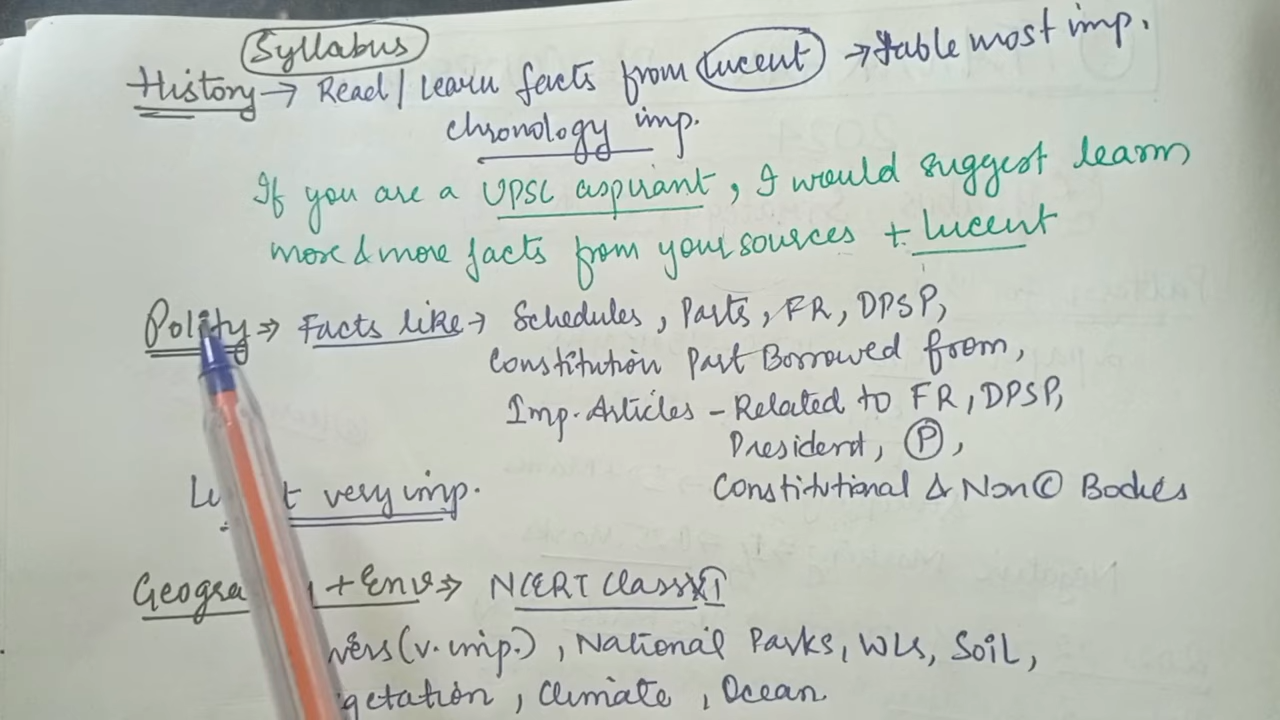 Syllabus
History → Read / Learn facts from Lucent → table most imp.
chronology imp.
If you are a UPSC aspirant, I would suggest learn
more & more facts from your sources + Lucent
Polity ⇒ Facts like → Schedules, Parts, FR, DPSP,
Constitution Part Borrowed from,
Imp. Articles - Related to FR, DPSP,
President, Ⓟ,
very imp. Constitutional & Non Ⓒ Bodies
+ Env ⇒ NCERT Class XI
(v. imp.), National Parks, WLS, Soil,
, Climate, Ocean